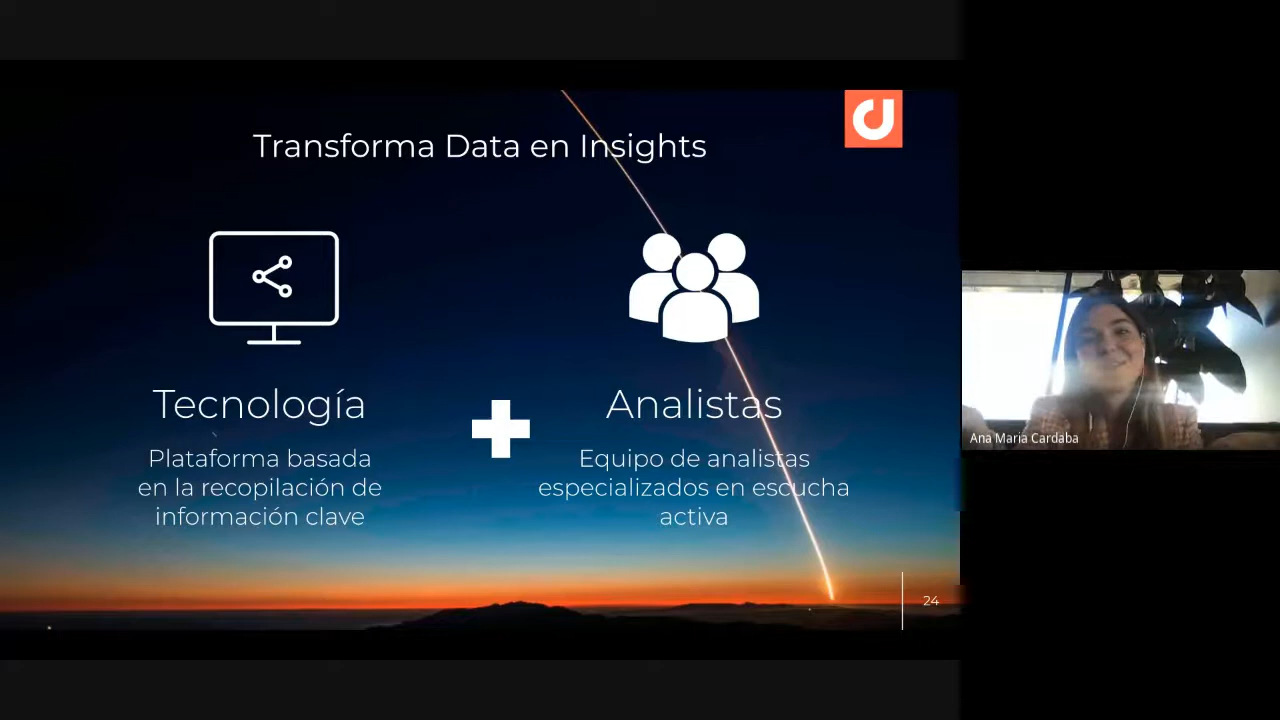 Transforma Data en Insights
Tecnología
Plataforma basada
en la recopilación de
información clave
Analistas
Equipo de analistas
especializados en escucha
activa
24
Ana Maria Cardaba